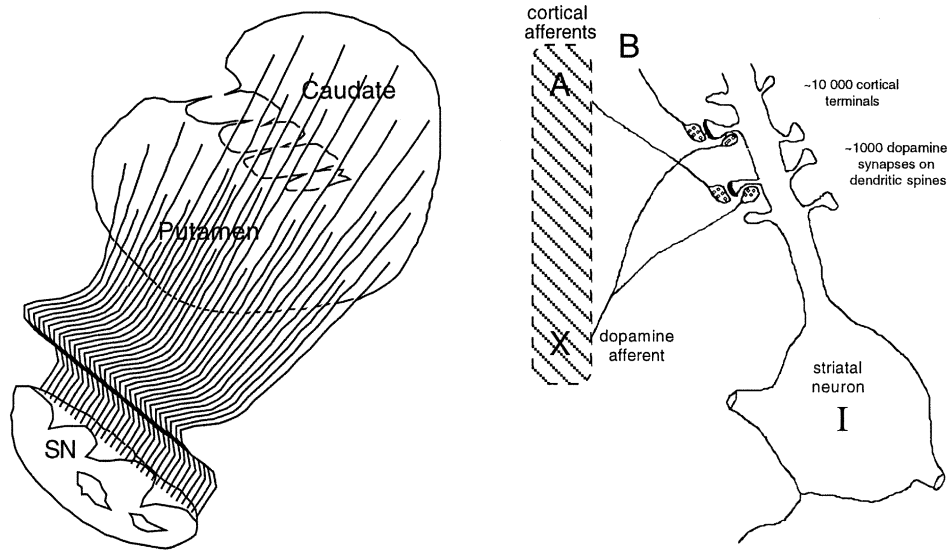 Caudate
Putamen
SN
cortical
afferents
B
A
~10 000 cortical
terminals
~1000 dopamine
synapses on
dendritic spines
X
dopamine
afferent
striatal
neuron
I